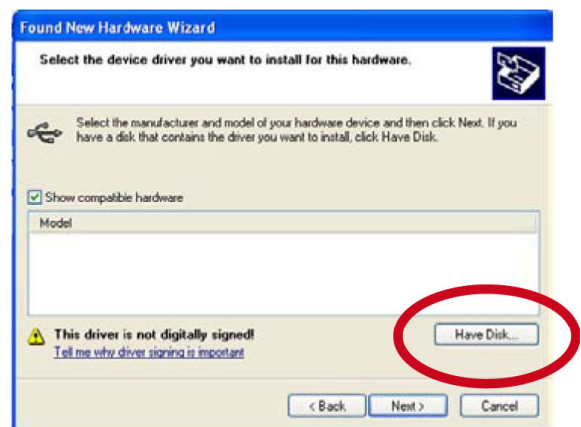 Found New Hardware Wizard
Select the device driver you want to install for this hardware.
Select the manufacturer and model of your hardware device and then click Next. If you
have a disk that contains the driver you want to install, click Have Disk.
Show compatible hardware
Model
This driver is not digitally signed!
Tell me why driver signing is important
Have Disk...
< Back
Next >
Cancel